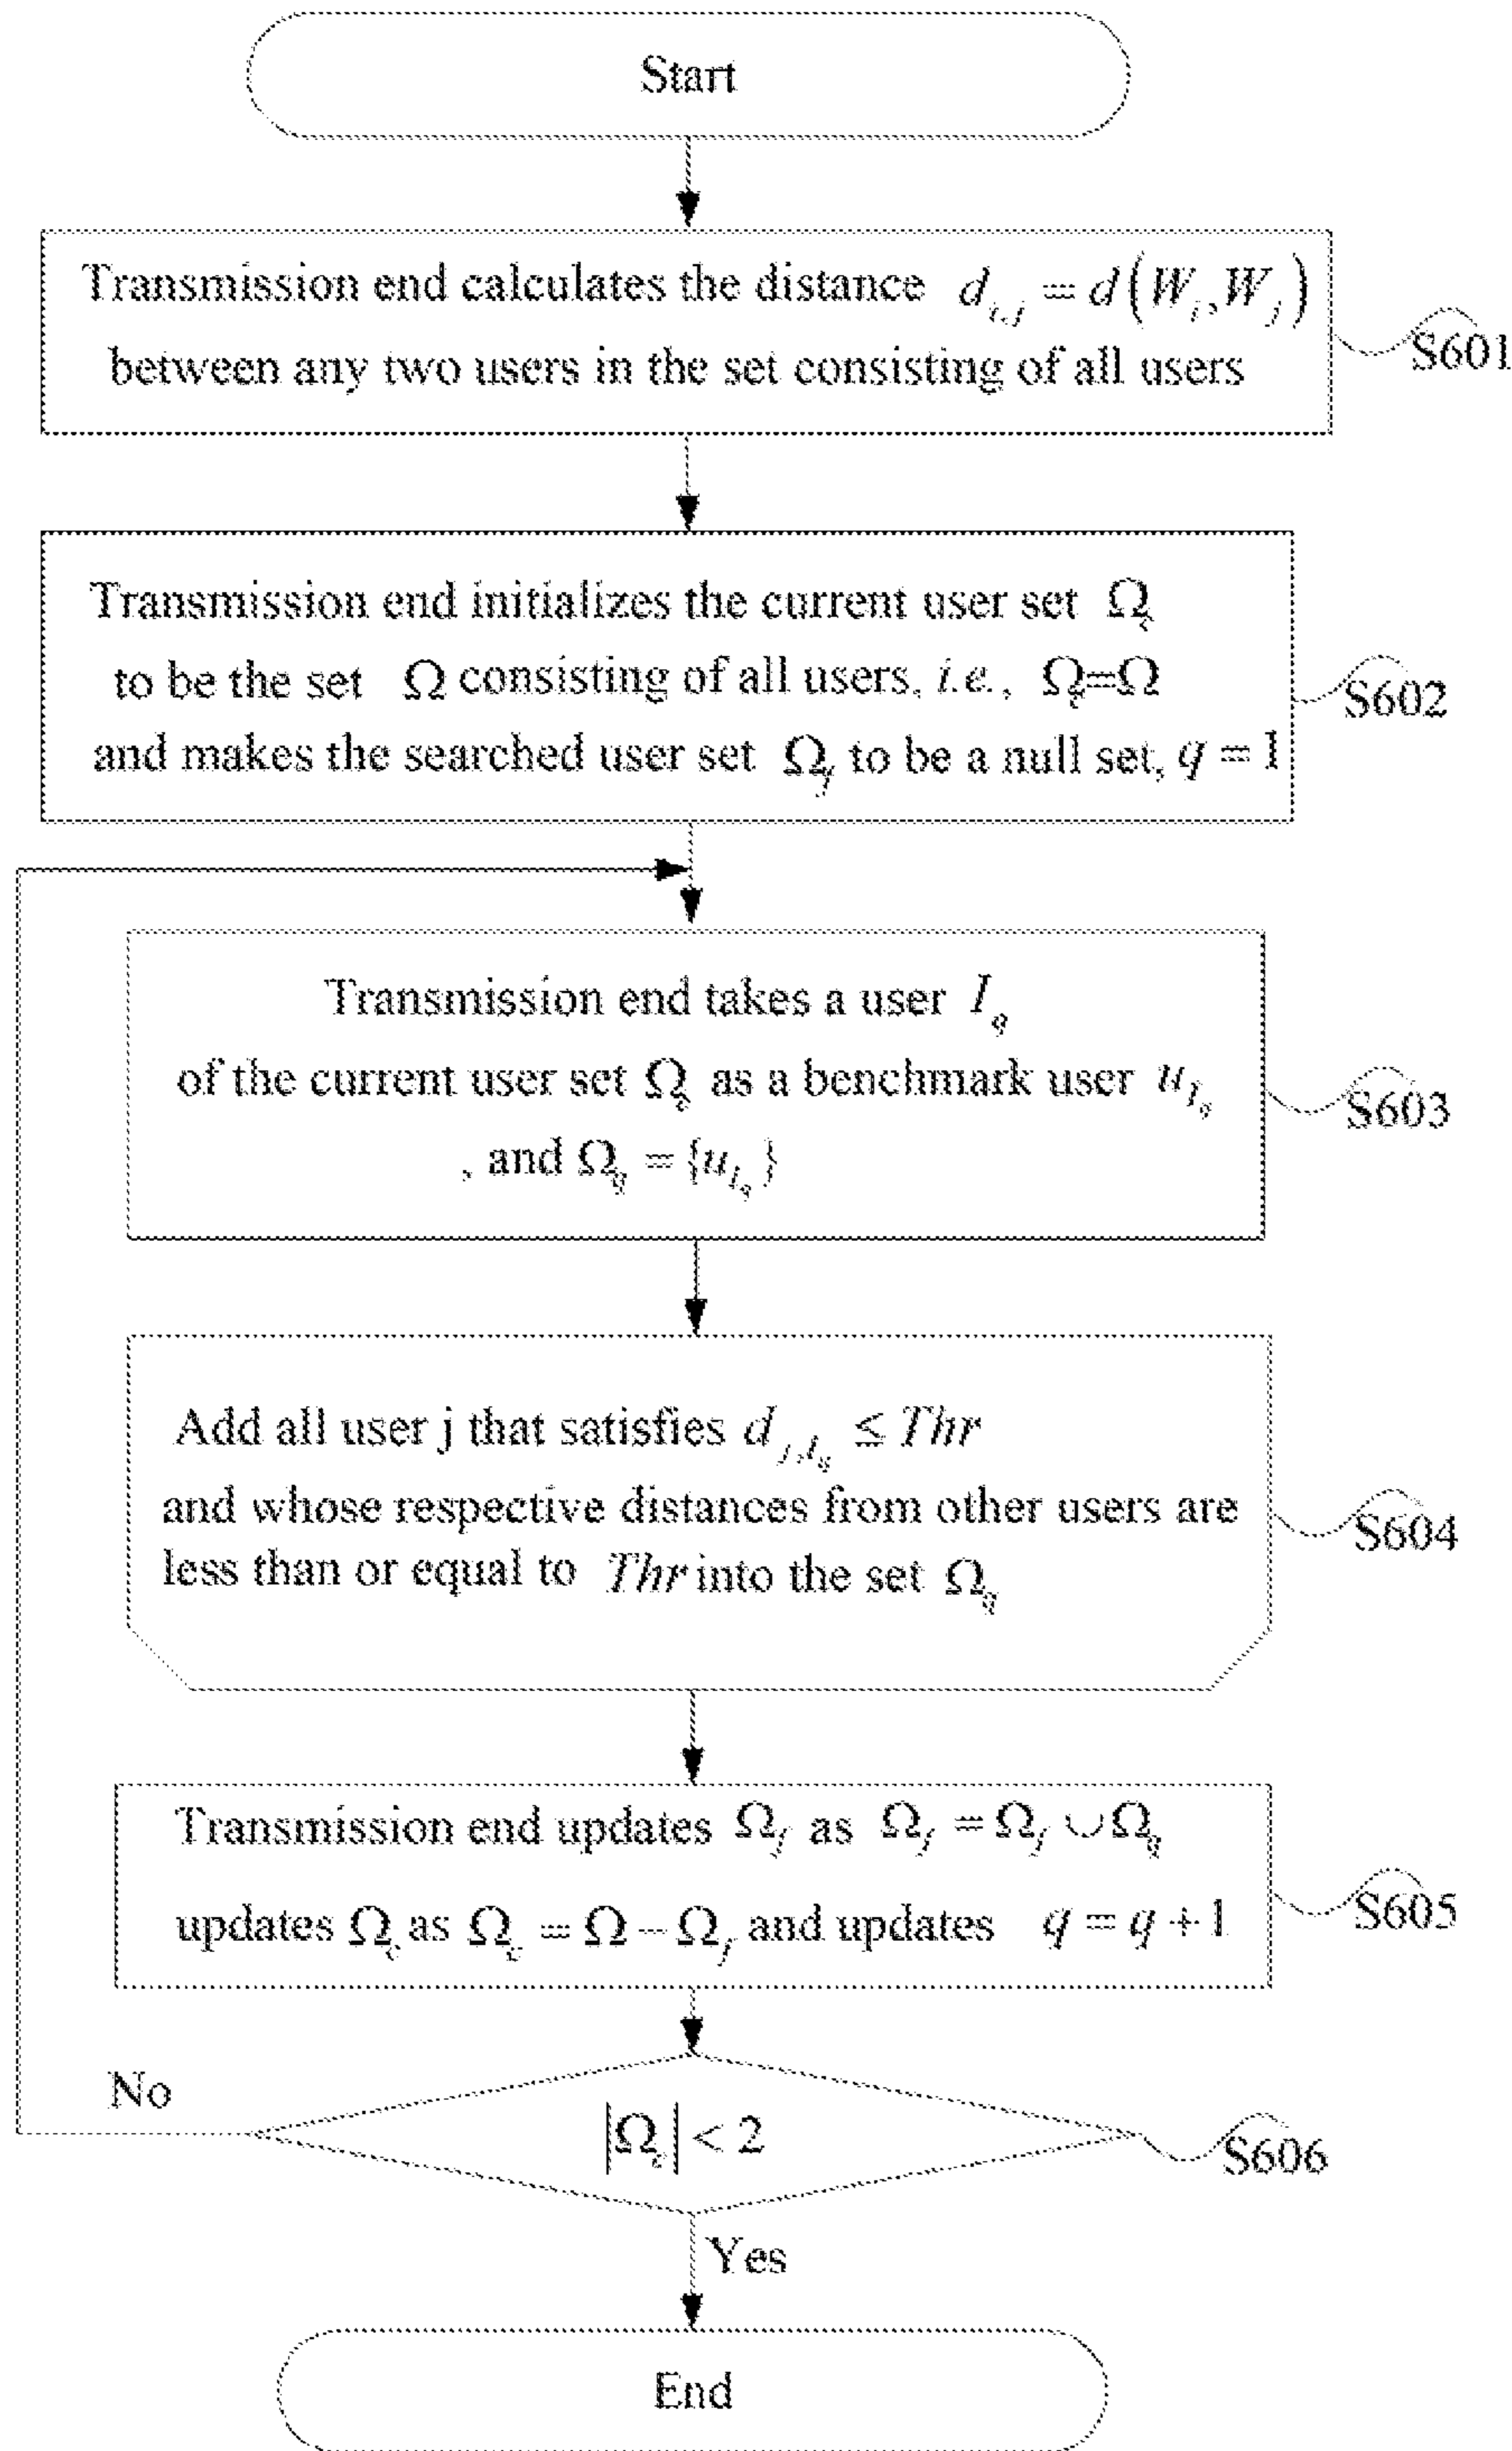 Start
Transmission end calculates the distance d_{i,j} = d(W_i, W_j)
between any two users in the set consisting of all users
S601
Transmission end initializes the current user set Ω_c
to be the set Ω consisting of all users, i.e., Ω_c=Ω
and makes the searched user set Ω_f to be a null set, q = 1
S602
Transmission end takes a user I_q
of the current user set Ω_c as a benchmark user u_{I_q}
, and Ω_q = {u_{I_q}}
S603
Add all user j that satisfies d_{j,I_q} ≤ Thr
and whose respective distances from other users are
less than or equal to Thr into the set Ω_q
S604
Transmission end updates Ω_f as Ω_f = Ω_f ∪ Ω_q
updates Ω_c as Ω_c = Ω − Ω_f and updates q = q + 1
S605
No
|Ω_c| < 2
S606
Yes
End